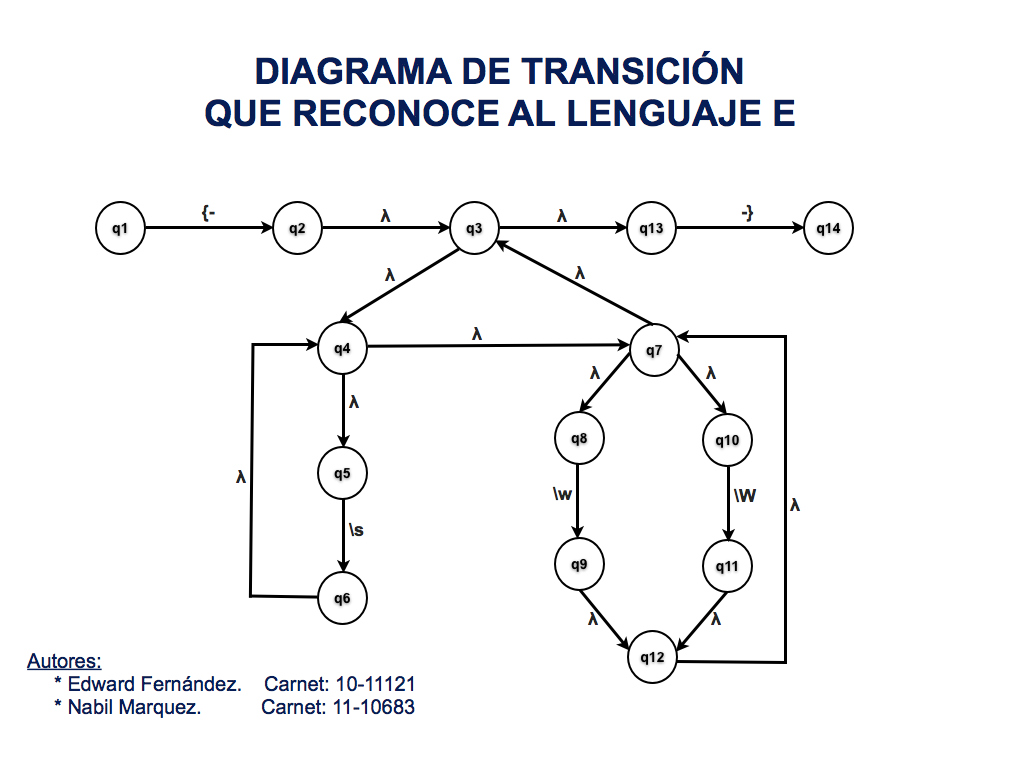 DIAGRAMA DE TRANSICIÓN
QUE RECONOCE AL LENGUAJE E
{- λ λ -}
q1 q2 q3 q13 q14
λ λ
λ
q4 q7
λ λ
λ
q8 q10
q5
λ
\w \W
λ
\s
q9 q11
q6
λ λ
q12
Autores:
* Edward Fernández. Carnet: 10-11121
* Nabil Marquez. Carnet: 11-10683